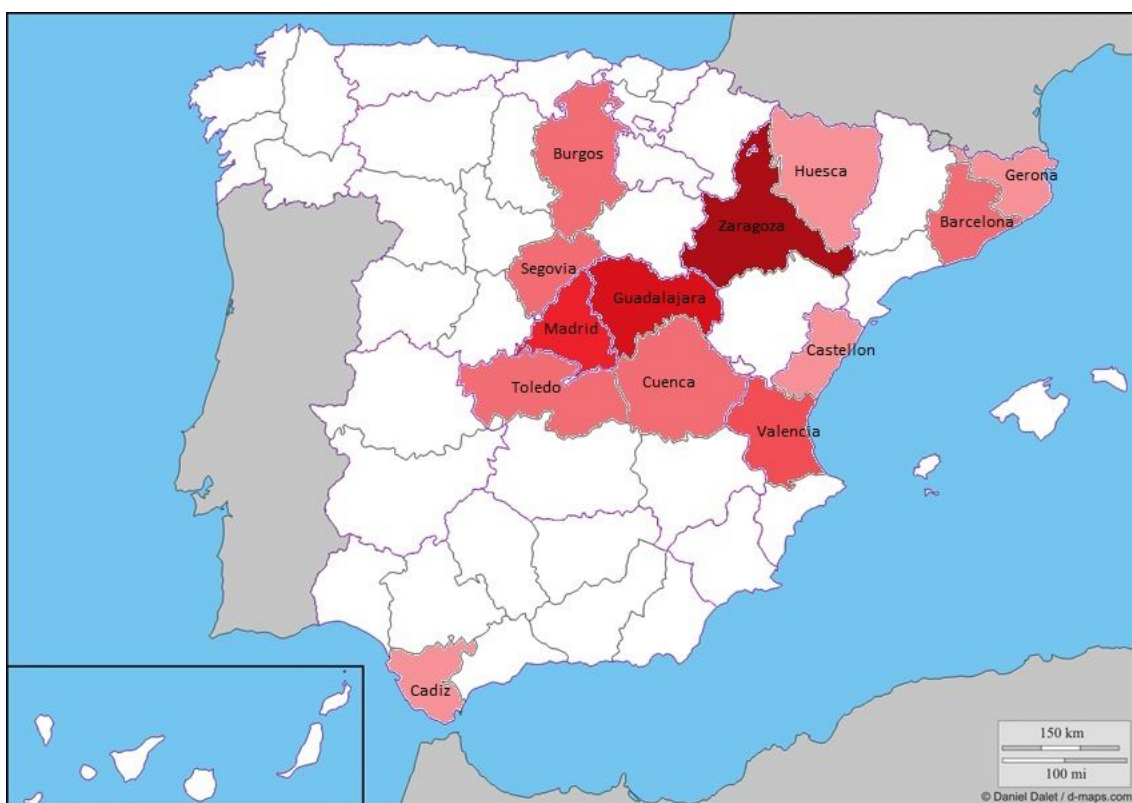 Burgos
Huesca
Gerona
Barcelona
Zaragoza
Segovia
Guadalajara
Madrid
Castellon
Toledo
Cuenca
Valencia
Cadiz
150 km
100 mi
© Daniel Dalet / d-maps.com